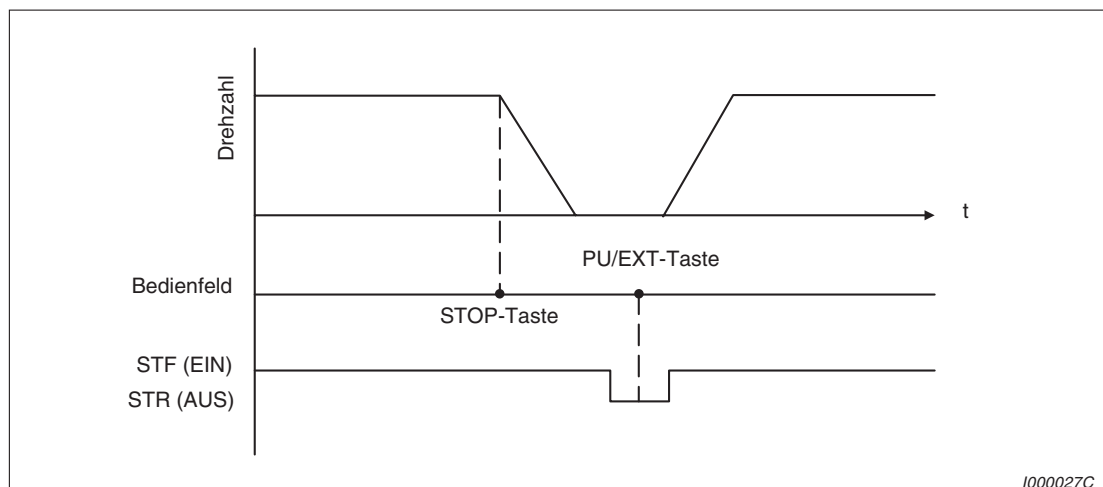 Drehzahl
t
PU/EXT-Taste
Bedienfeld
STOP-Taste
STF (EIN)
STR (AUS)
I000027C